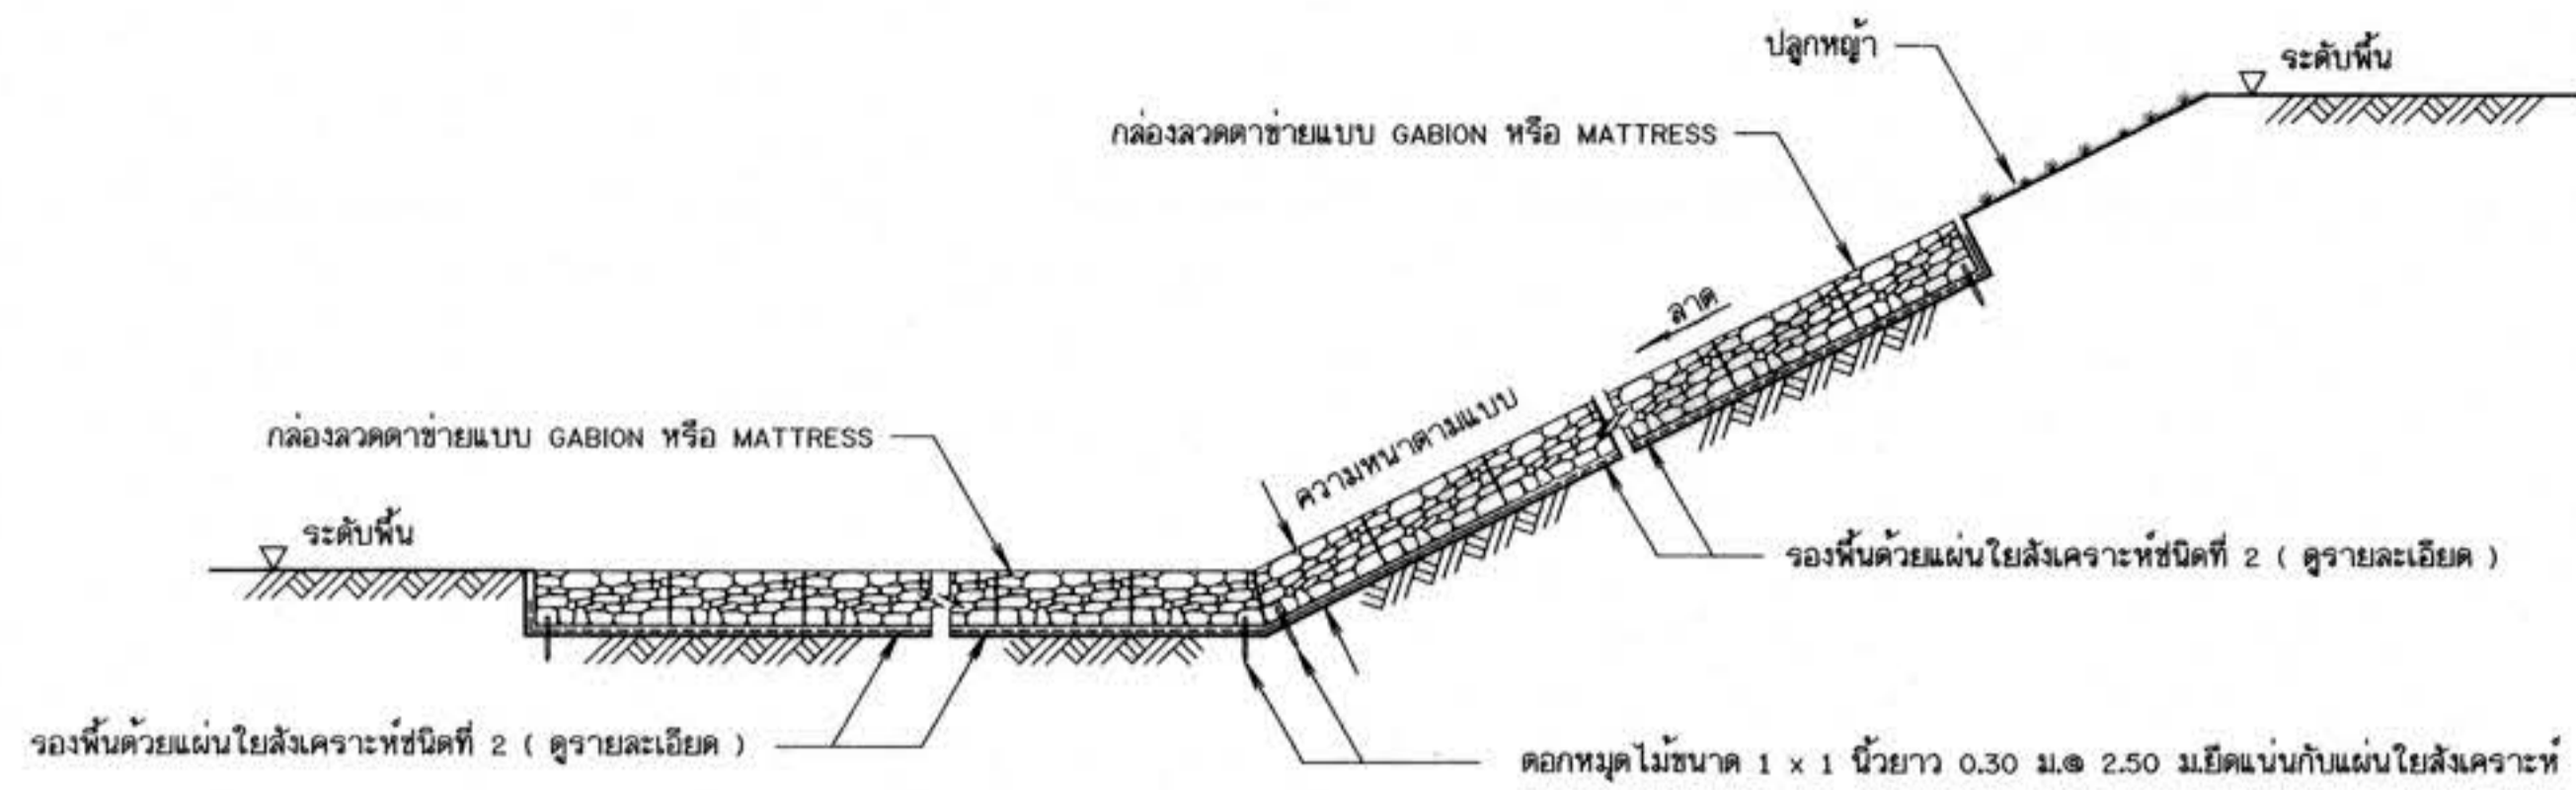 ปลูกหญ้า
ระดับพื้น
กล่องลวดตาข่ายแบบ GABION หรือ MATTRESS
ลาด
ความหนาตามแบบ
กล่องลวดตาข่ายแบบ GABION หรือ MATTRESS
ระดับพื้น
รองพื้นด้วยแผ่นใยสังเคราะห์ชนิดที่ 2 ( ดูรายละเอียด )
รองพื้นด้วยแผ่นใยสังเคราะห์ชนิดที่ 2 ( ดูรายละเอียด )
ตอกหมุดไม้ขนาด 1 x 1 นิ้วยาว 0.30 ม.@ 2.50 ม.ยึดแน่นกับแผ่นใยสังเคราะห์